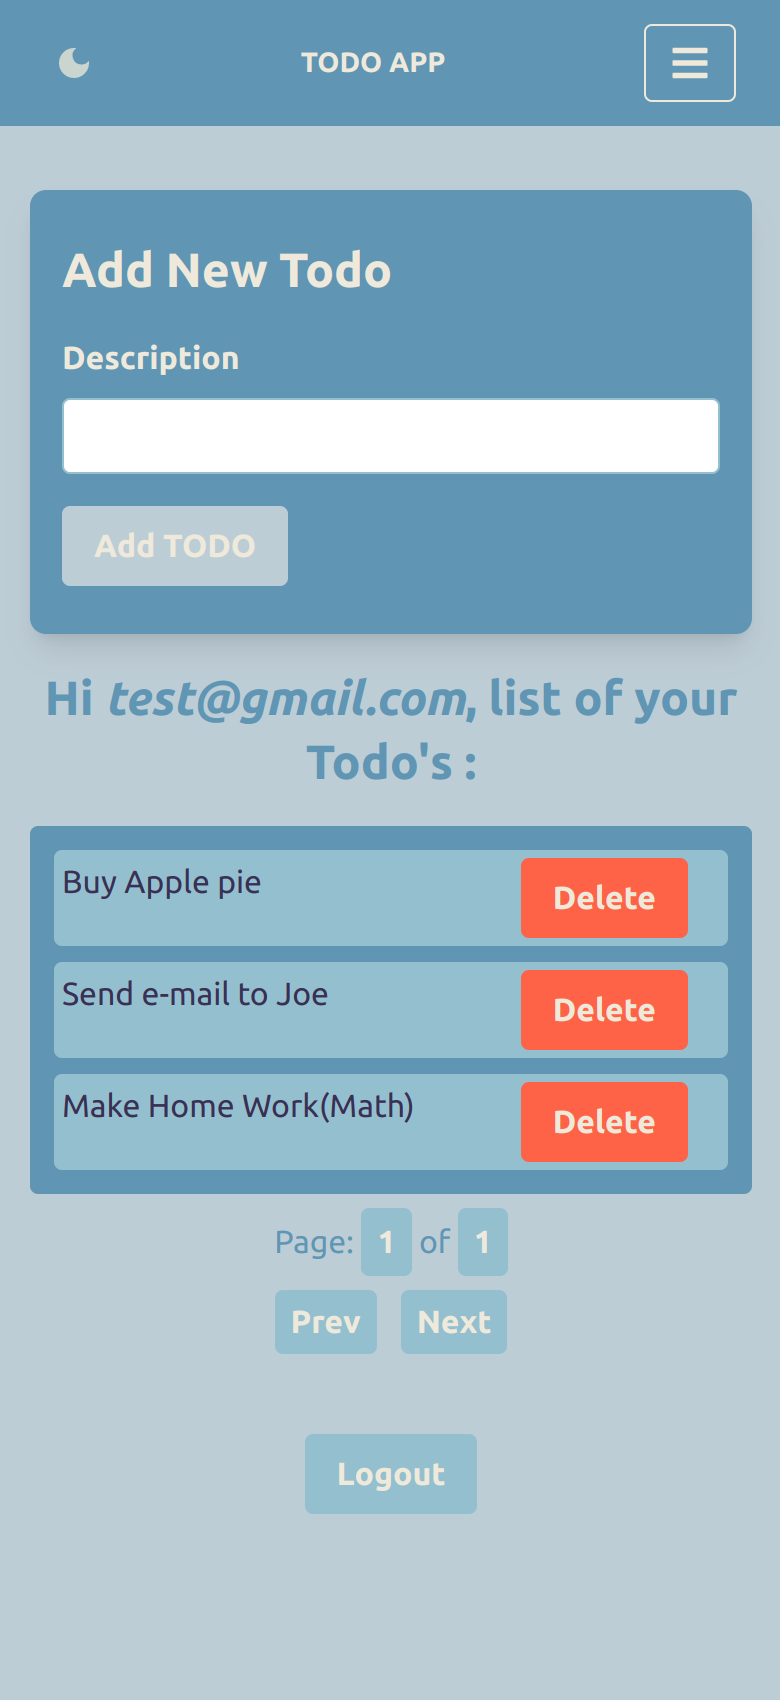 TODO APP
Add New Todo
Description
Add TODO
Hi test@gmail.com, list of your
Todo's :
Buy Apple pie
Delete
Send e-mail to Joe
Delete
Make Home Work(Math)
Delete
Page: 1 of 1
Prev Next
Logout